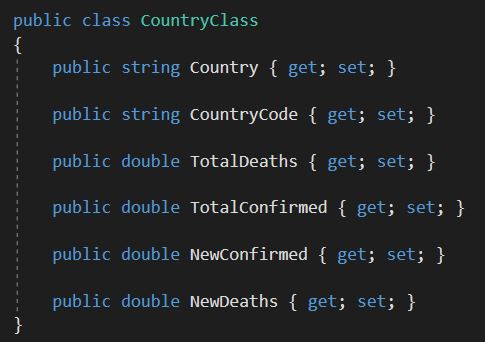 public class CountryClass
{
public string Country { get; set; }
public string CountryCode { get; set; }
public double TotalDeaths { get; set; }
public double TotalConfirmed { get; set; }
public double NewConfirmed { get; set; }
public double NewDeaths { get; set; }
}